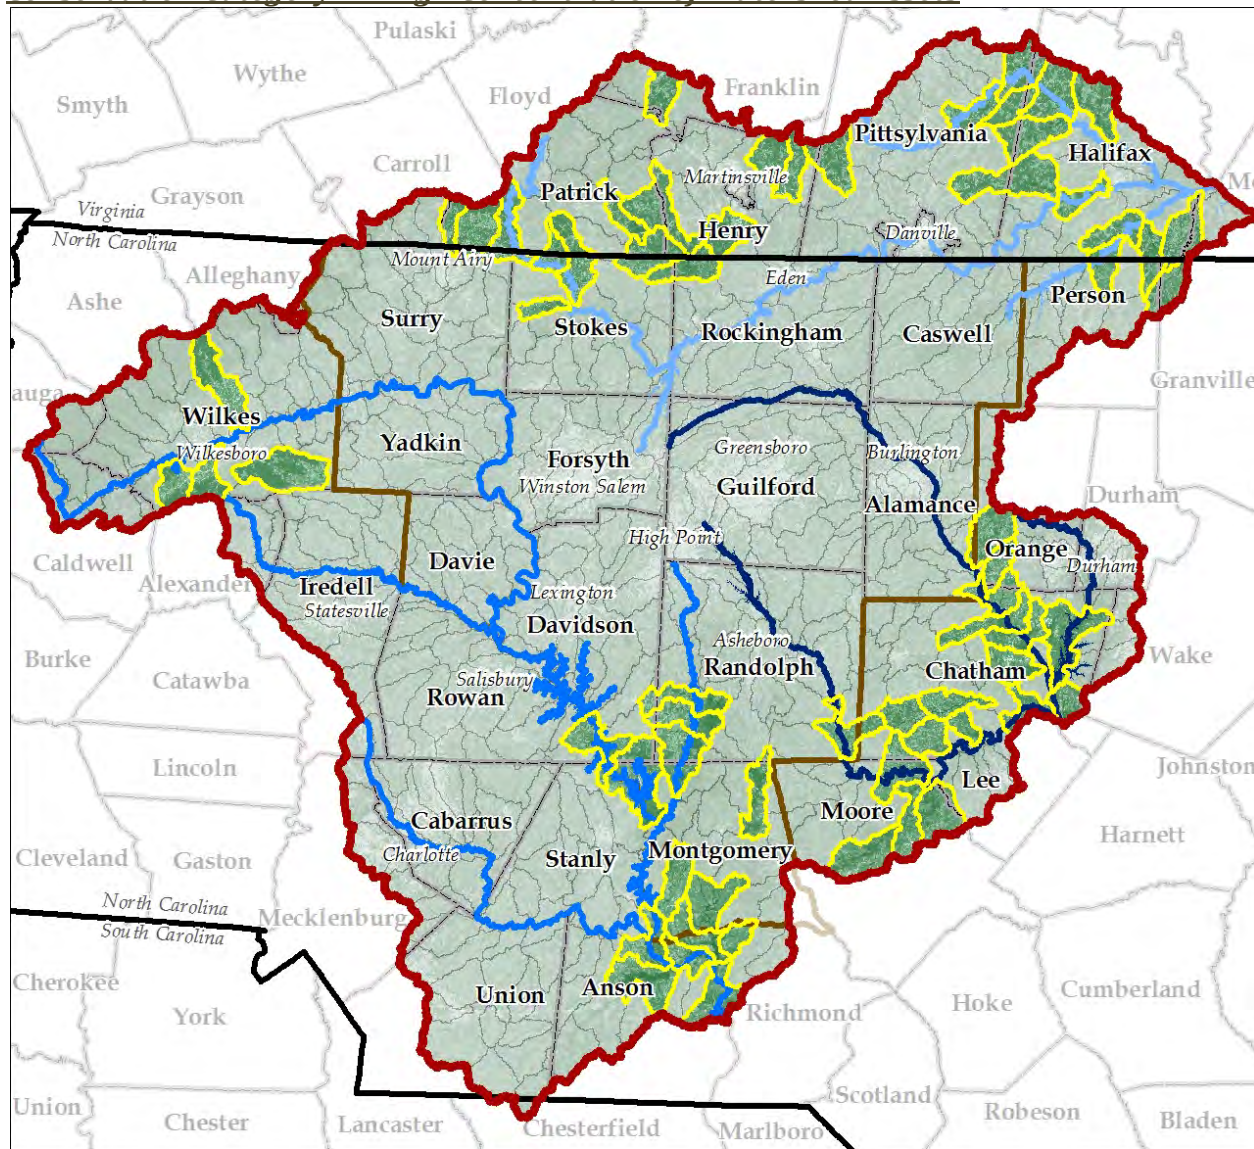 Pulaski
Wythe
Smyth
Floyd
Franklin
Pittsylvania
Halifax
Carroll
Martinsville
Patrick
Grayson
Virginia
Henry
Danville
North Carolina
Mount Airy
Alleghany
Eden
Ashe
Person
Surry
Stokes
Rockingham
Caswell
Granville
auga
Wilkes
Yadkin
Wilkesboro
Forsyth
Greensboro
Burlington
Winston Salem
Guilford
Durham
Alamance
High Point
Orange
Caldwell
Davie
Durham
Alexander
Iredell
Lexington
Statesville
Davidson
Asheboro
Burke
Wake
Randolph
Chatham
Catawba
Salisbury
Rowan
Lincoln
Johnston
Lee
Moore
Cabarrus
Harnett
Cleveland
Gaston
Charlotte
Stanly
Montgomery
North Carolina
Mecklenburg
South Carolina
Cherokee
Anson
Union
Hoke
Cumberland
York
Richmond
Scotland
Union
Chester
Lancaster
Chesterfield
Marlboro
Robeson
Bladen